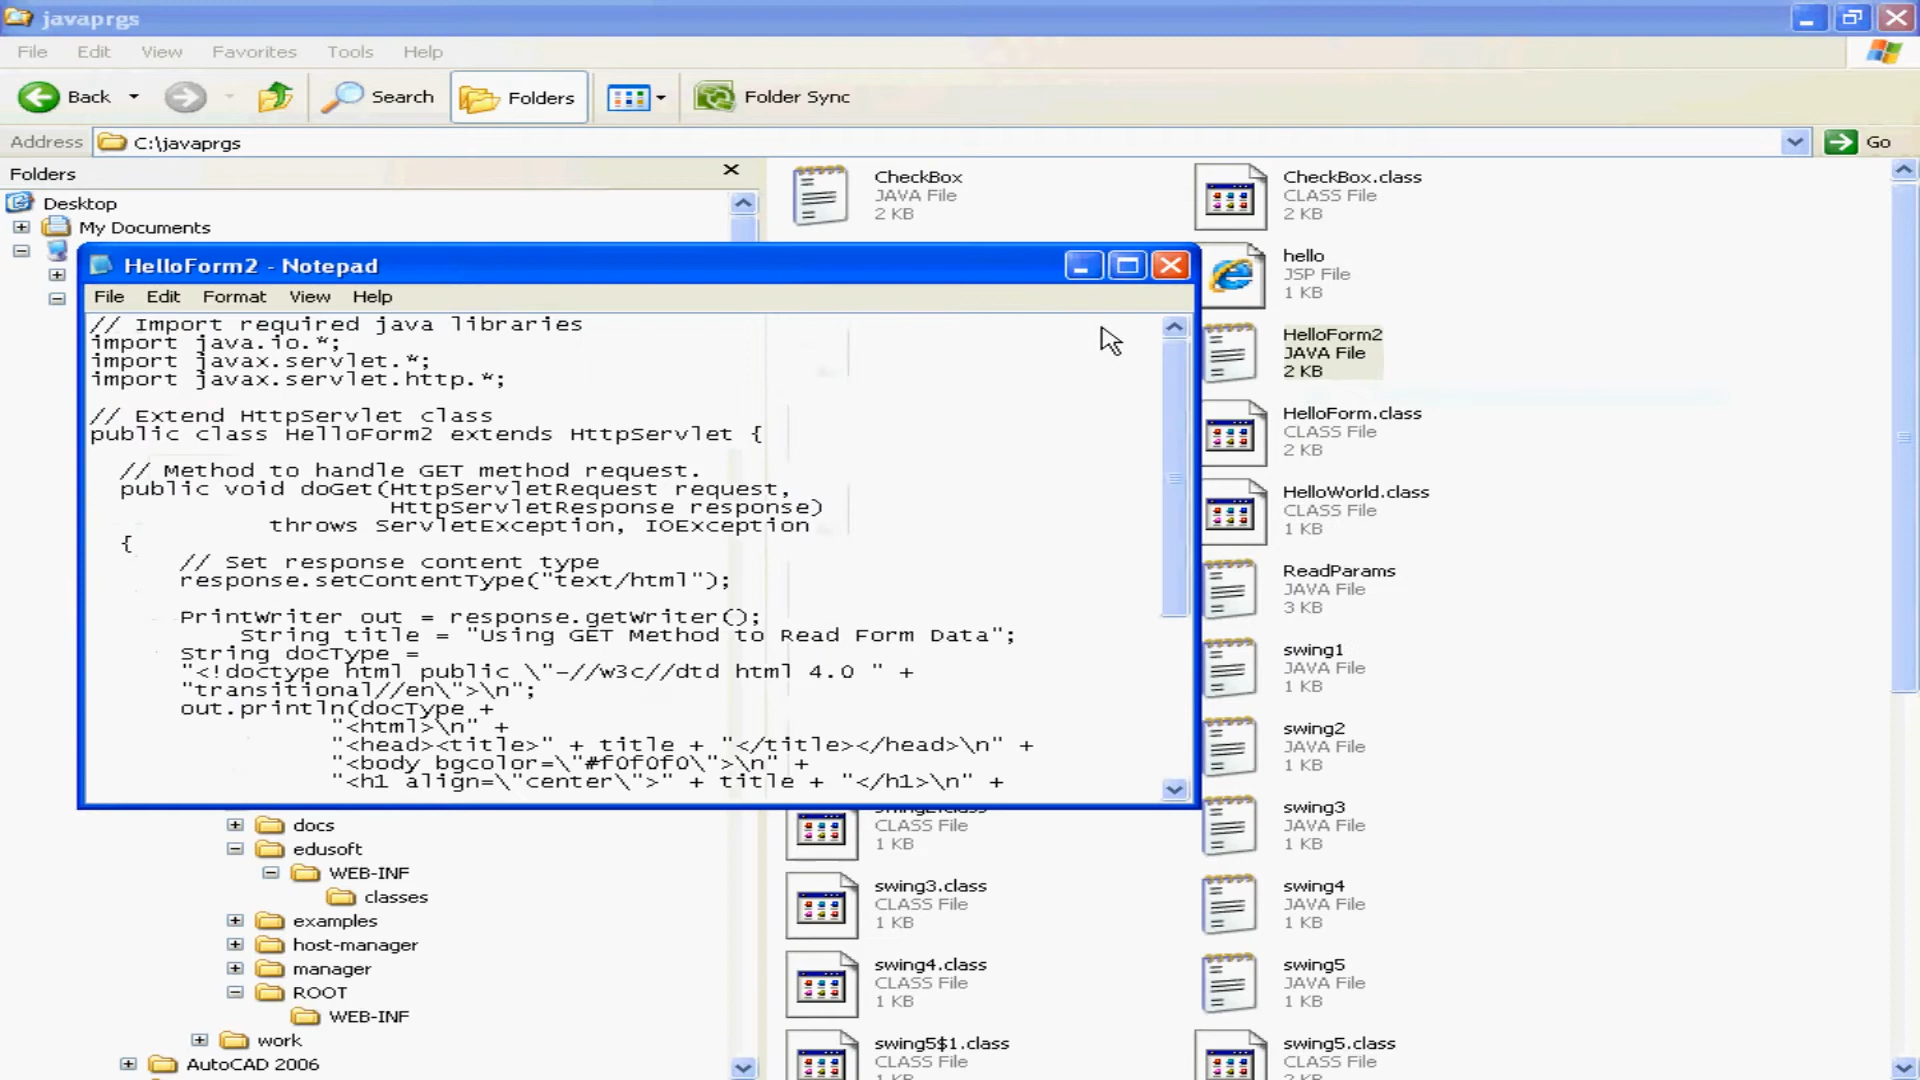 javaprgs
File Edit View Favorites Tools Help
Back Search Folders Folder Sync
Address C:\javaprgs Go
Folders
Desktop
My Documents
CheckBox
JAVA File
2 KB
CheckBox.class
CLASS File
2 KB
hello
JSP File
1 KB
HelloForm2
JAVA File
2 KB
HelloForm.class
CLASS File
2 KB
HelloWorld.class
CLASS File
1 KB
ReadParams
JAVA File
3 KB
swing1
JAVA File
1 KB
swing2
JAVA File
1 KB
swing3
JAVA File
1 KB
swing4
JAVA File
1 KB
swing5
JAVA File
1 KB
swing5.class
CLASS File
HelloForm2 - Notepad
File Edit Format View Help
// Import required java libraries
import java.io.*;
import javax.servlet.*;
import javax.servlet.http.*;
// Extend HttpServlet class
public class HelloForm2 extends HttpServlet {
// Method to handle GET method request.
public void doGet(HttpServletRequest request,
HttpServletResponse response)
throws ServletException, IOException
{
// Set response content type
response.setContentType("text/html");
PrintWriter out = response.getWriter();
String title = "Using GET Method to Read Form Data";
String docType =
"<!doctype html public \"-//w3c//dtd html 4.0 " +
"transitional//en\">\n";
out.println(docType +
"<html>\n" +
"<head><title>" + title + "</title></head>\n" +
"<body bgcolor=\"#f0f0f0\">\n" +
"<h1 align=\"center\">" + title + "</h1>\n" +
docs
edusoft
WEB-INF
classes
examples
host-manager
manager
ROOT
WEB-INF
work
AutoCAD 2006
CLASS File
1 KB
swing3.class
CLASS File
1 KB
swing4.class
CLASS File
1 KB
swing5$1.class
CLASS File